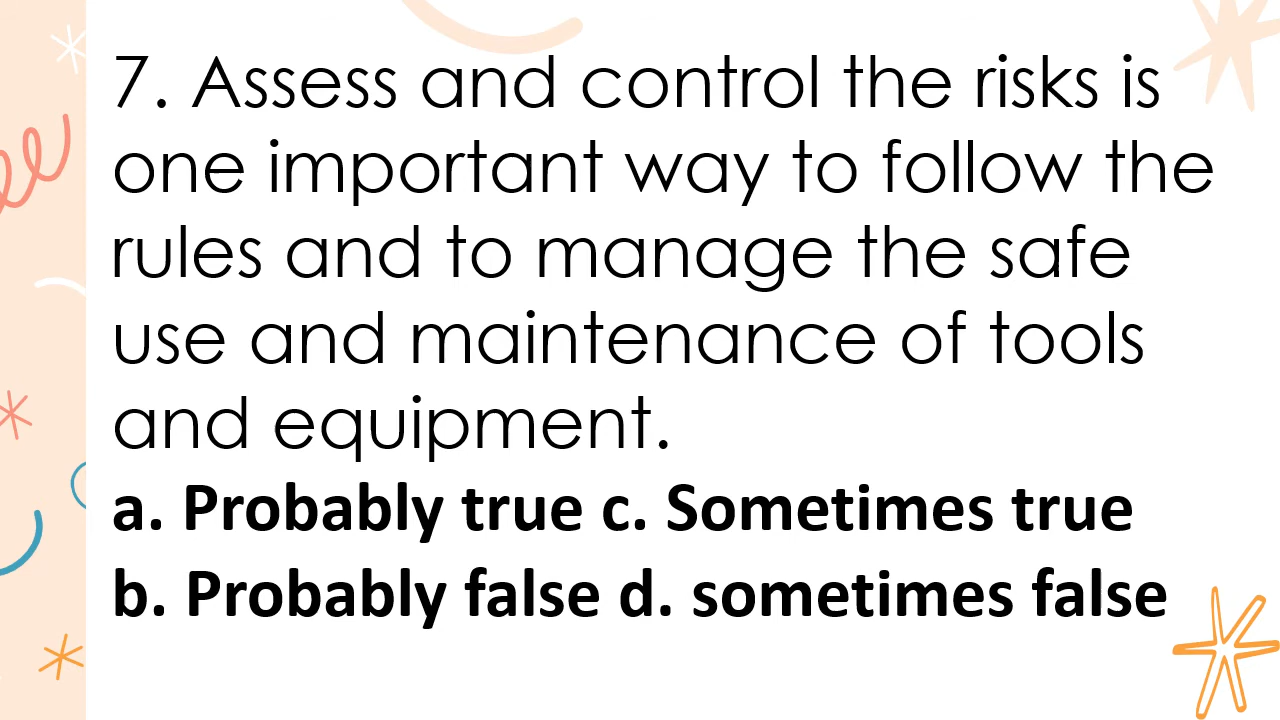 7. Assess and control the risks is
one important way to follow the
rules and to manage the safe
use and maintenance of tools
and equipment.
a. Probably true c. Sometimes true
b. Probably false d. sometimes false